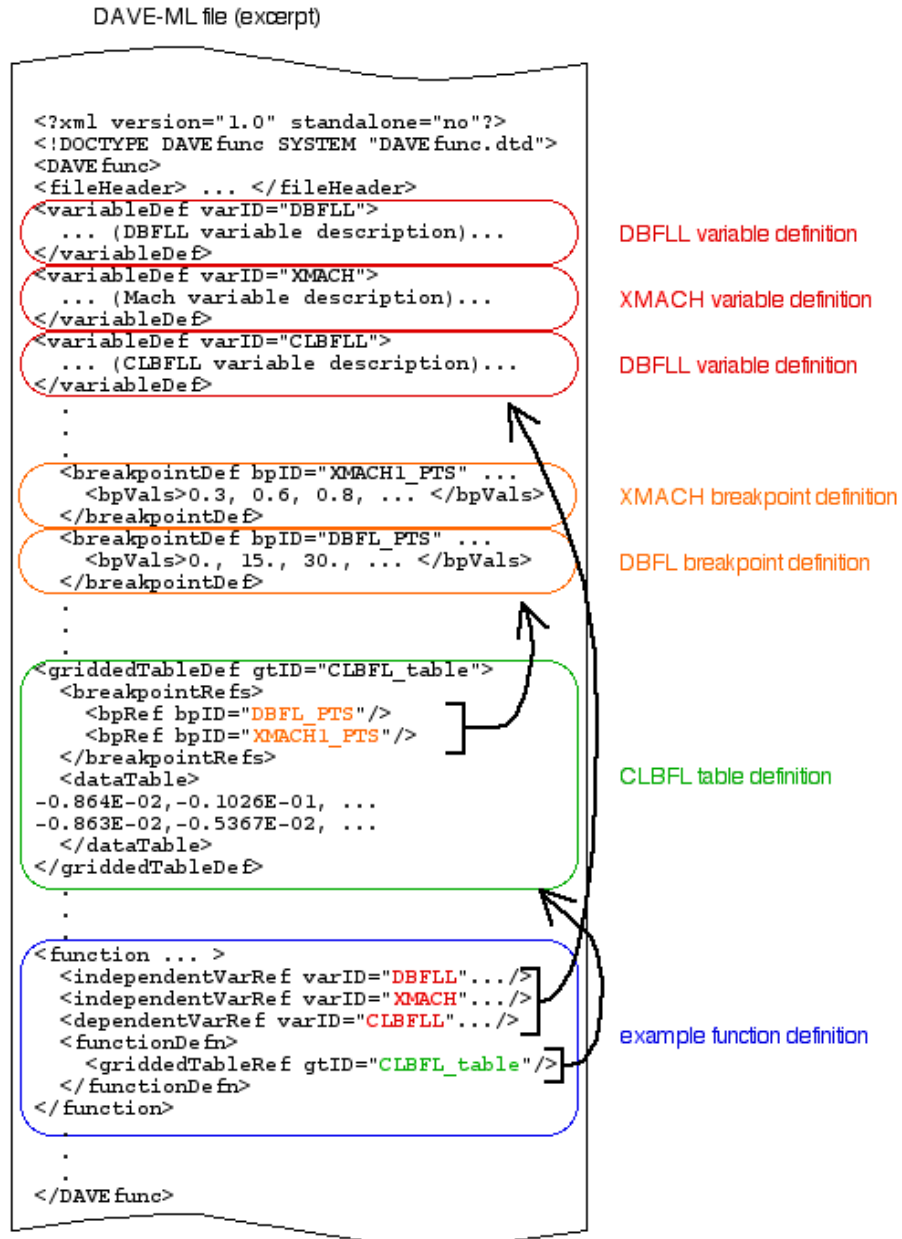 DAVE-ML file (excerpt)
<?xml version="1.0" standalone="no"?>
<!DOCTYPE DAVEfunc SYSTEM "DAVEfunc.dtd">
<DAVEfunc>
<fileHeader> ... </fileHeader>
<variableDef varID="DBFLL">
... (DBFLL variable description)...
</variableDef>
DBFLL variable definition
<variableDef varID="XMACH">
... (Mach variable description)...
</variableDef>
XMACH variable definition
<variableDef varID="CLBFLL">
... (CLBFLL variable description)...
</variableDef>
DBFLL variable definition
.
.
.
<breakpointDef bpID="XMACH1_PTS" ...
<bpVals>0.3, 0.6, 0.8, ... </bpVals>
</breakpointDef>
XMACH breakpoint definition
<breakpointDef bpID="DBFL_PTS" ...
<bpVals>0., 15., 30., ... </bpVals>
</breakpointDef>
DBFL breakpoint definition
.
.
.
<griddedTableDef gtID="CLBFL_table">
<breakpointRefs>
<bpRef bpID="DBFL_PTS"/>
<bpRef bpID="XMACH1_PTS"/>
</breakpointRefs>
<dataTable>
-0.864E-02,-0.1026E-01, ...
-0.863E-02,-0.5367E-02, ...
</dataTable>
</griddedTableDef>
CLBFL table definition
.
.
.
<function ... >
<independentVarRef varID="DBFLL".../>
<independentVarRef varID="XMACH".../>
<dependentVarRef varID="CLBFLL".../>
<functionDefn>
<griddedTableRef gtID="CLBFL_table"/>
</functionDefn>
</function>
example function definition
.
.
.
</DAVEfunc>